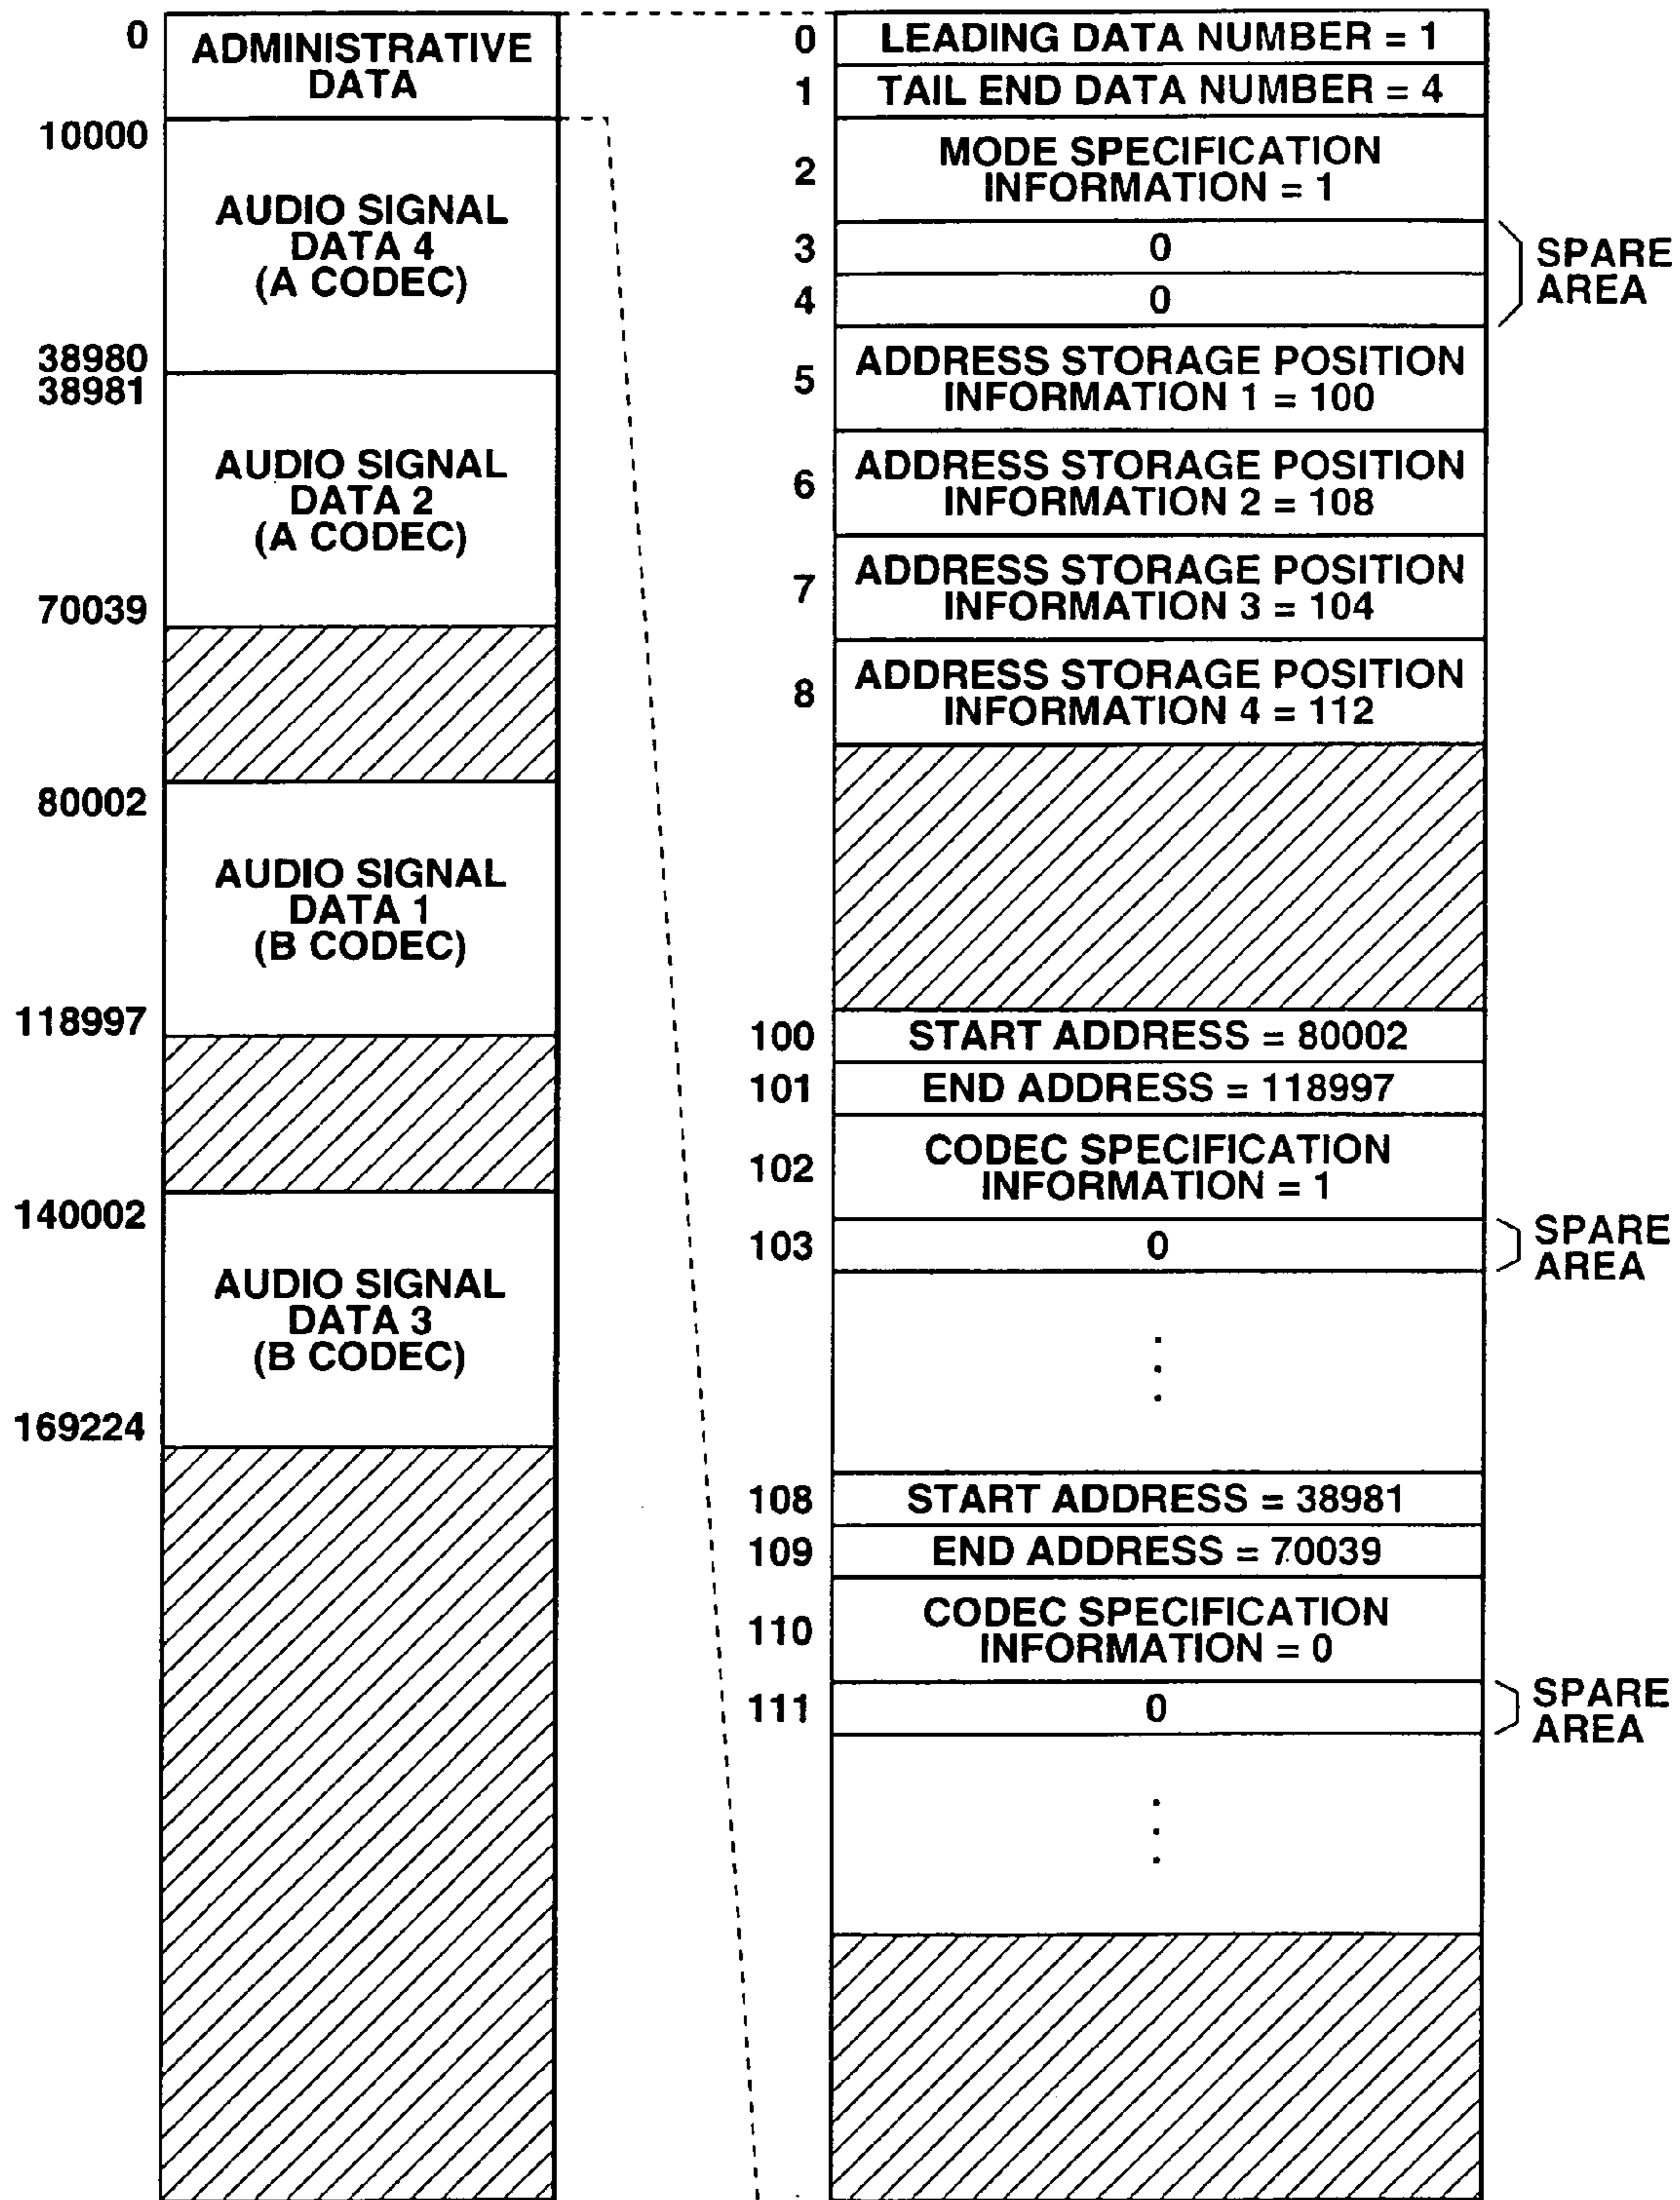 0
ADMINISTRATIVE
DATA
10000
AUDIO SIGNAL
DATA 4
(A CODEC)
38980
38981
AUDIO SIGNAL
DATA 2
(A CODEC)
70039
80002
AUDIO SIGNAL
DATA 1
(B CODEC)
118997
140002
AUDIO SIGNAL
DATA 3
(B CODEC)
169224
0
LEADING DATA NUMBER = 1
1
TAIL END DATA NUMBER = 4
2
MODE SPECIFICATION
INFORMATION = 1
3
0
4
0
SPARE
AREA
5
ADDRESS STORAGE POSITION
INFORMATION 1 = 100
6
ADDRESS STORAGE POSITION
INFORMATION 2 = 108
7
ADDRESS STORAGE POSITION
INFORMATION 3 = 104
8
ADDRESS STORAGE POSITION
INFORMATION 4 = 112
100
START ADDRESS = 80002
101
END ADDRESS = 118997
102
CODEC SPECIFICATION
INFORMATION = 1
103
0
SPARE
AREA
108
START ADDRESS = 38981
109
END ADDRESS = 70039
110
CODEC SPECIFICATION
INFORMATION = 0
111
0
SPARE
AREA